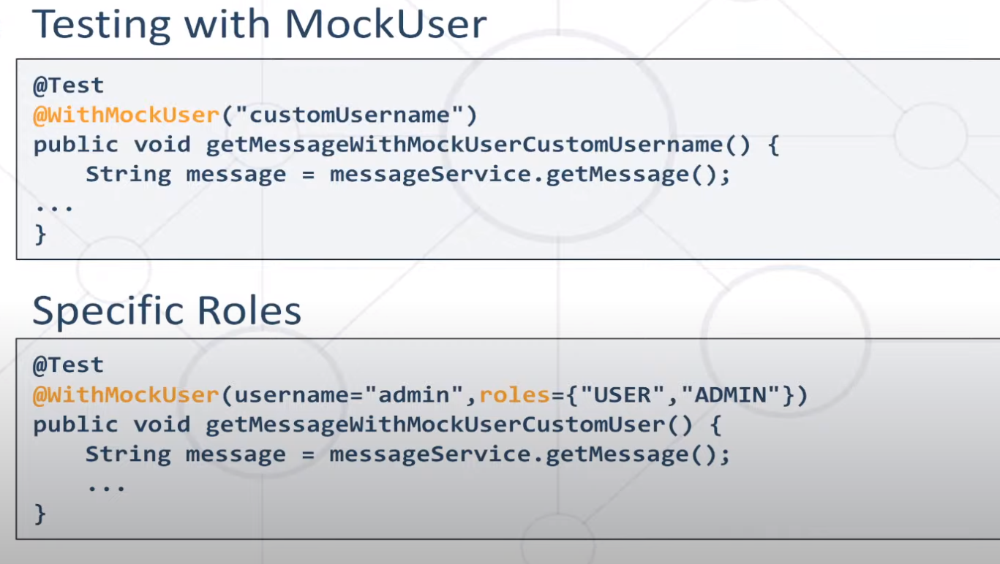 Testing with MockUser
@Test
@WithMockUser("customUsername")
public void getMessageWithMockUserCustomUsername() {
    String message = messageService.getMessage();
...
}
Specific Roles
@Test
@WithMockUser(username="admin",roles={"USER","ADMIN"})
public void getMessageWithMockUserCustomUser() {
    String message = messageService.getMessage();
    ...
}